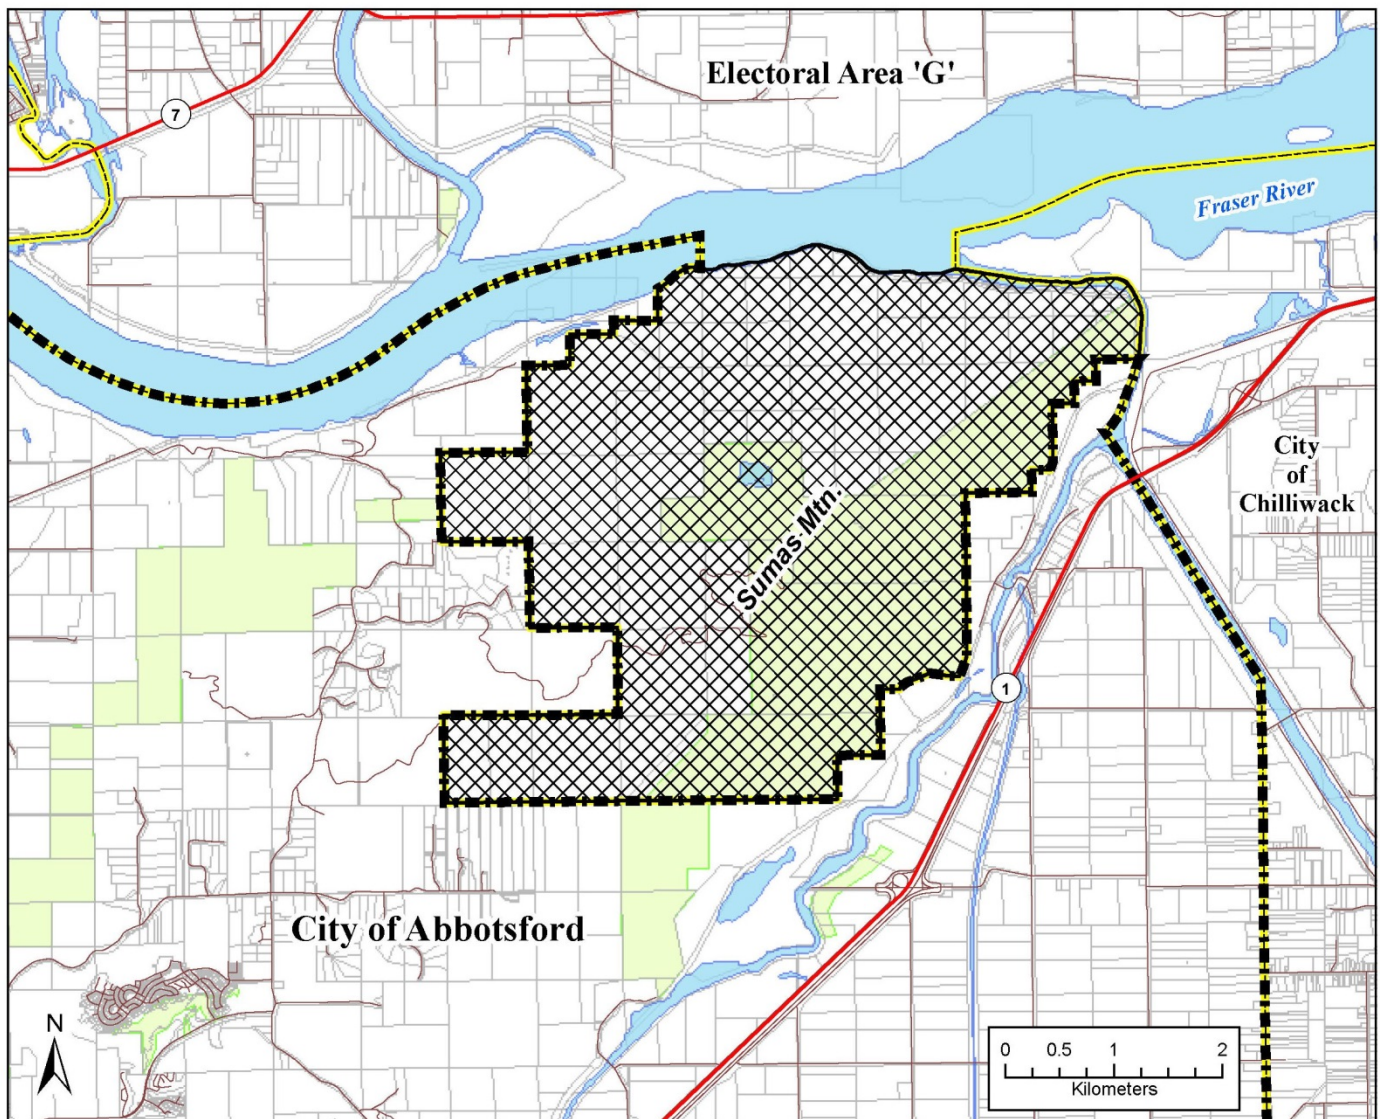 Electoral Area 'G'
7
Fraser River
City
of
Chilliwack
Sumas Mtn.
1
City of Abbotsford
N
0 0.5 1 2
Kilometers